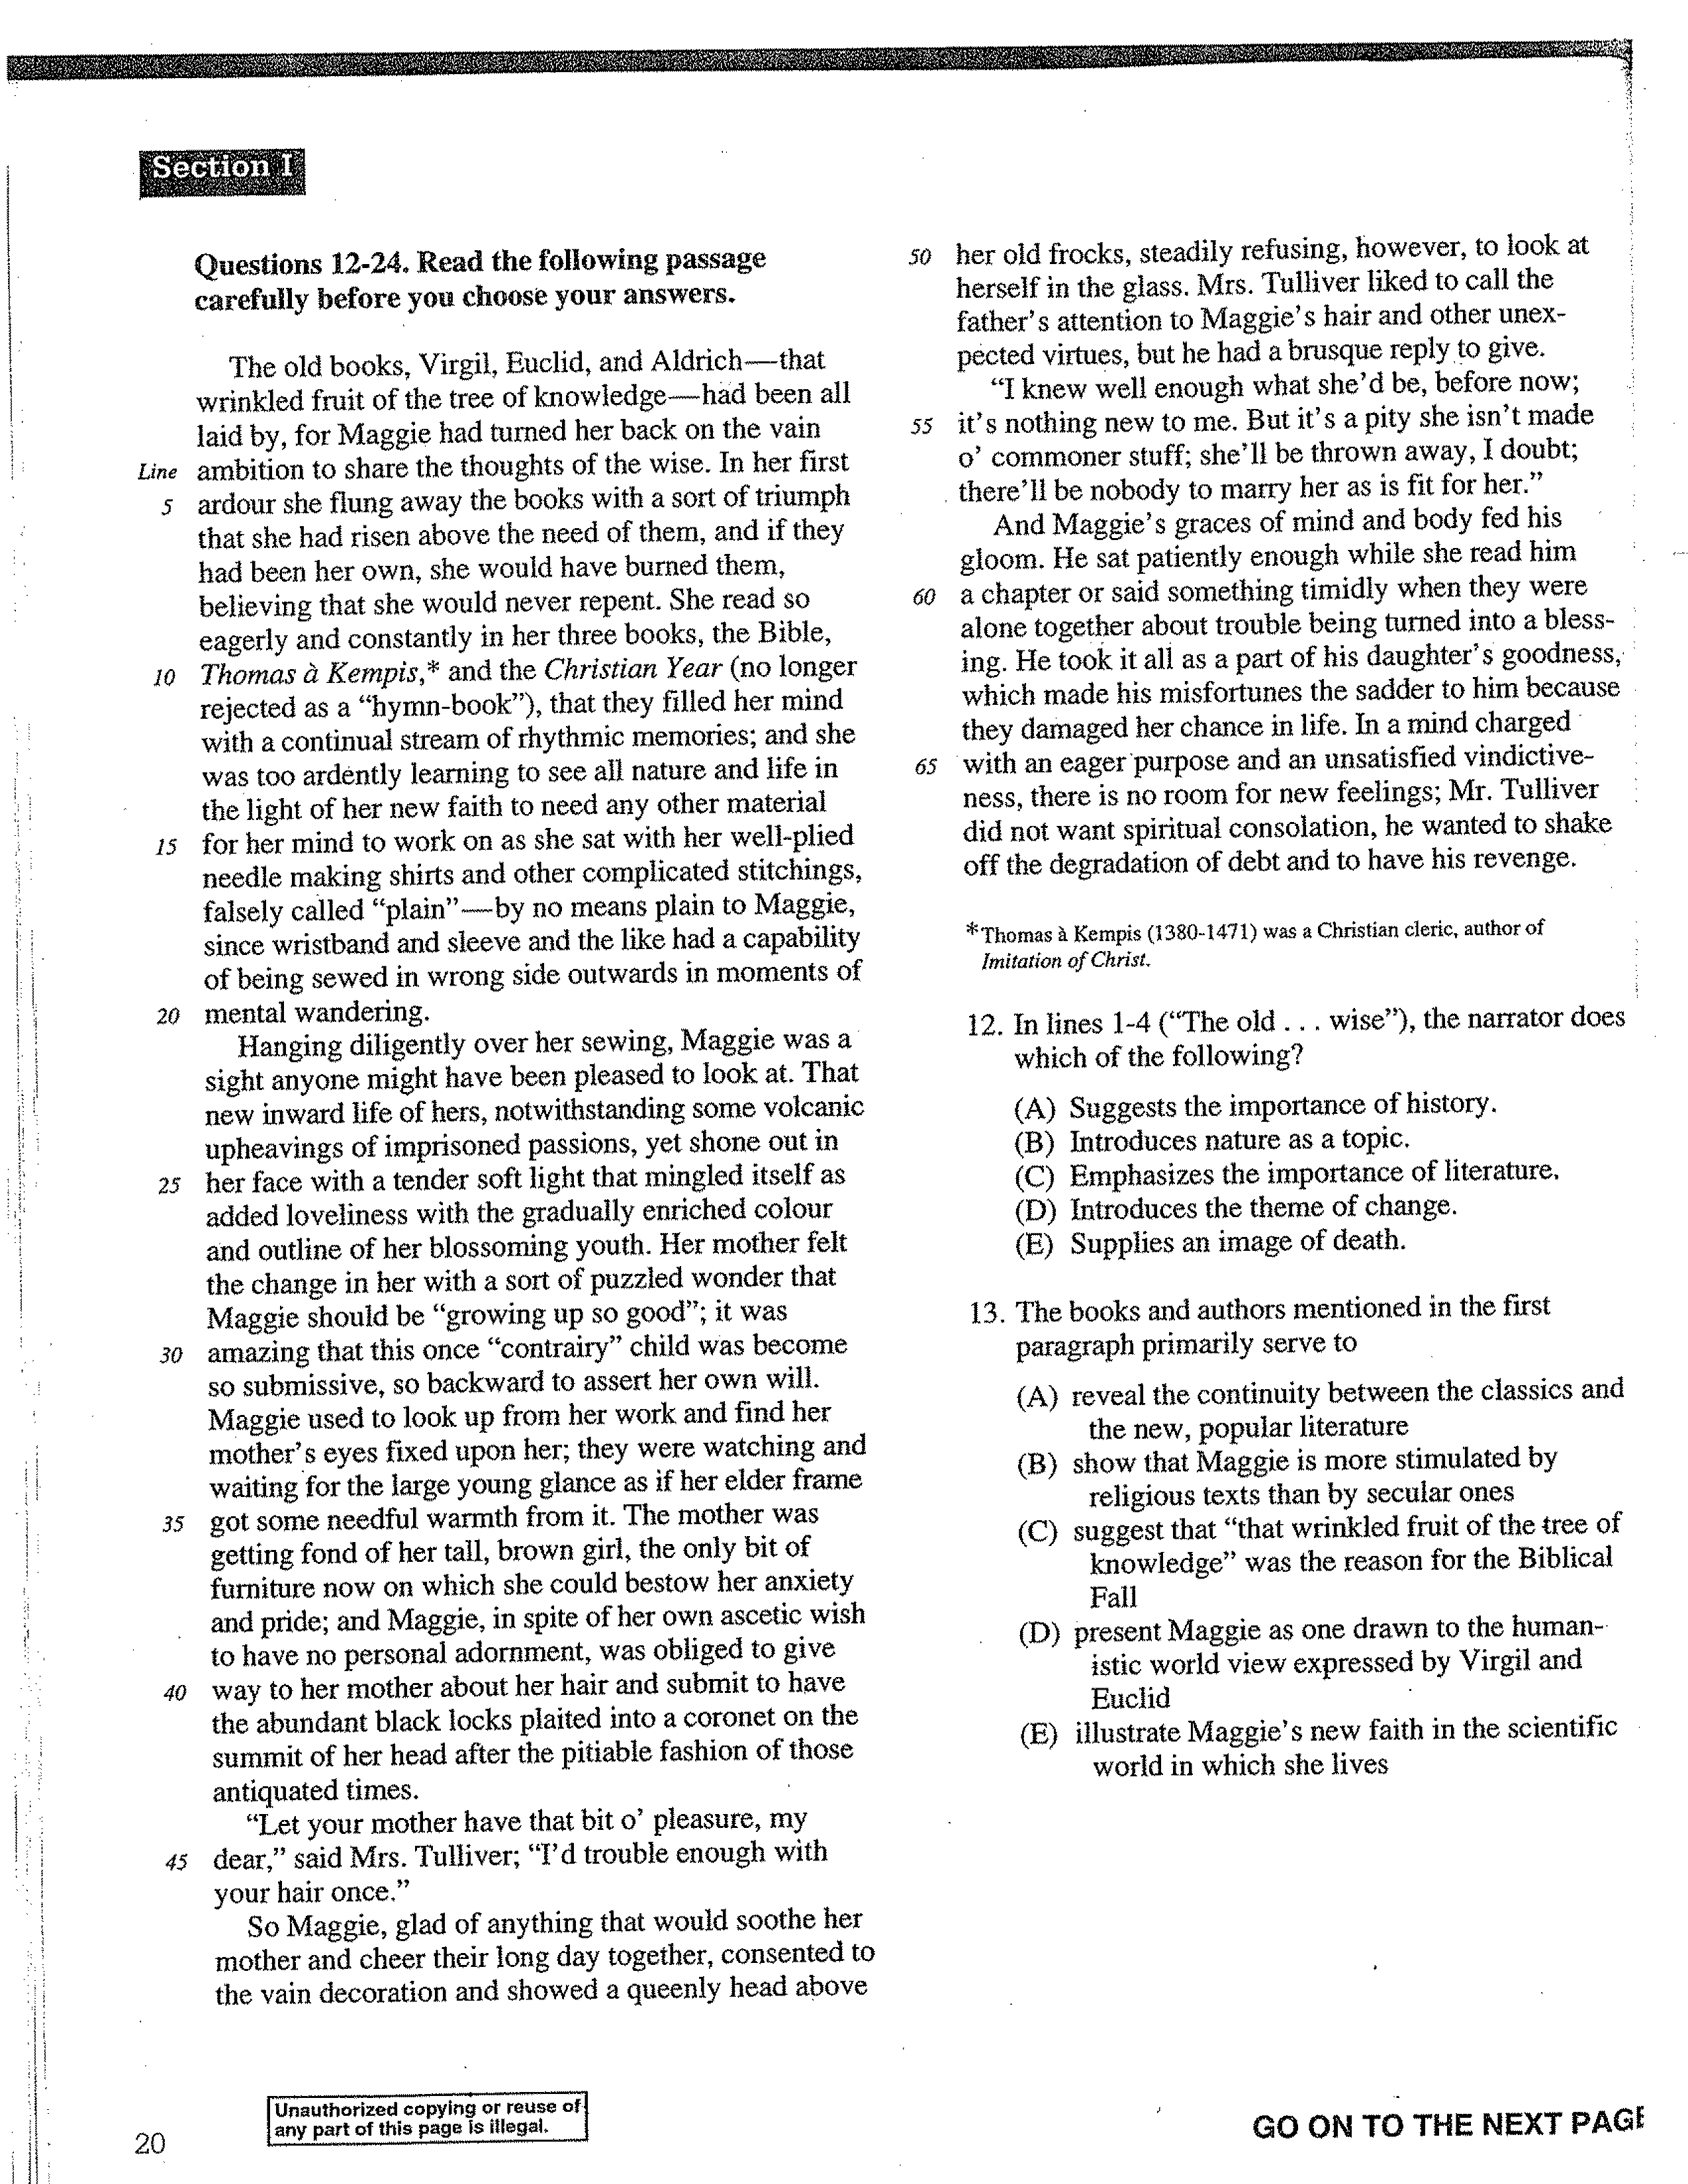 Section I
Questions 12-24. Read the following passage
carefully before you choose your answers.
The old books, Virgil, Euclid, and Aldrich—that
wrinkled fruit of the tree of knowledge—had been all
laid by, for Maggie had turned her back on the vain
Line ambition to share the thoughts of the wise. In her first
5 ardour she flung away the books with a sort of triumph
that she had risen above the need of them, and if they
had been her own, she would have burned them,
believing that she would never repent. She read so
eagerly and constantly in her three books, the Bible,
10 Thomas à Kempis,* and the Christian Year (no longer
rejected as a “hymn-book”), that they filled her mind
with a continual stream of rhythmic memories; and she
was too ardently learning to see all nature and life in
the light of her new faith to need any other material
15 for her mind to work on as she sat with her well-plied
needle making shirts and other complicated stitchings,
falsely called “plain”—by no means plain to Maggie,
since wristband and sleeve and the like had a capability
of being sewed in wrong side outwards in moments of
20 mental wandering.
Hanging diligently over her sewing, Maggie was a
sight anyone might have been pleased to look at. That
new inward life of hers, notwithstanding some volcanic
upheavings of imprisoned passions, yet shone out in
25 her face with a tender soft light that mingled itself as
added loveliness with the gradually enriched colour
and outline of her blossoming youth. Her mother felt
the change in her with a sort of puzzled wonder that
Maggie should be “growing up so good”; it was
30 amazing that this once “contrairy” child was become
so submissive, so backward to assert her own will.
Maggie used to look up from her work and find her
mother’s eyes fixed upon her; they were watching and
waiting for the large young glance as if her elder frame
35 got some needful warmth from it. The mother was
getting fond of her tall, brown girl, the only bit of
furniture now on which she could bestow her anxiety
and pride; and Maggie, in spite of her own ascetic wish
to have no personal adornment, was obliged to give
40 way to her mother about her hair and submit to have
the abundant black locks plaited into a coronet on the
summit of her head after the pitiable fashion of those
antiquated times.
“Let your mother have that bit o’ pleasure, my
45 dear,” said Mrs. Tulliver; “I’d trouble enough with
your hair once.”
So Maggie, glad of anything that would soothe her
mother and cheer their long day together, consented to
the vain decoration and showed a queenly head above
50 her old frocks, steadily refusing, however, to look at
herself in the glass. Mrs. Tulliver liked to call the
father’s attention to Maggie’s hair and other unex-
pected virtues, but he had a brusque reply to give.
“I knew well enough what she’d be, before now;
55 it’s nothing new to me. But it’s a pity she isn’t made
o’ commoner stuff; she’ll be thrown away, I doubt;
there’ll be nobody to marry her as is fit for her.”
And Maggie’s graces of mind and body fed his
gloom. He sat patiently enough while she read him
60 a chapter or said something timidly when they were
alone together about trouble being turned into a bless-
ing. He took it all as a part of his daughter’s goodness,
which made his misfortunes the sadder to him because
they damaged her chance in life. In a mind charged
65 with an eager purpose and an unsatisfied vindictive-
ness, there is no room for new feelings; Mr. Tulliver
did not want spiritual consolation, he wanted to shake
off the degradation of debt and to have his revenge.
*Thomas à Kempis (1380-1471) was a Christian cleric, author of
Imitation of Christ.
12. In lines 1-4 (“The old . . . wise”), the narrator does
which of the following?
(A) Suggests the importance of history.
(B) Introduces nature as a topic.
(C) Emphasizes the importance of literature.
(D) Introduces the theme of change.
(E) Supplies an image of death.
13. The books and authors mentioned in the first
paragraph primarily serve to
(A) reveal the continuity between the classics and
the new, popular literature
(B) show that Maggie is more stimulated by
religious texts than by secular ones
(C) suggest that “that wrinkled fruit of the tree of
knowledge” was the reason for the Biblical
Fall
(D) present Maggie as one drawn to the human-
istic world view expressed by Virgil and
Euclid
(E) illustrate Maggie’s new faith in the scientific
world in which she lives
Unauthorized copying or reuse of
any part of this page is illegal.
20
GO ON TO THE NEXT PAGE